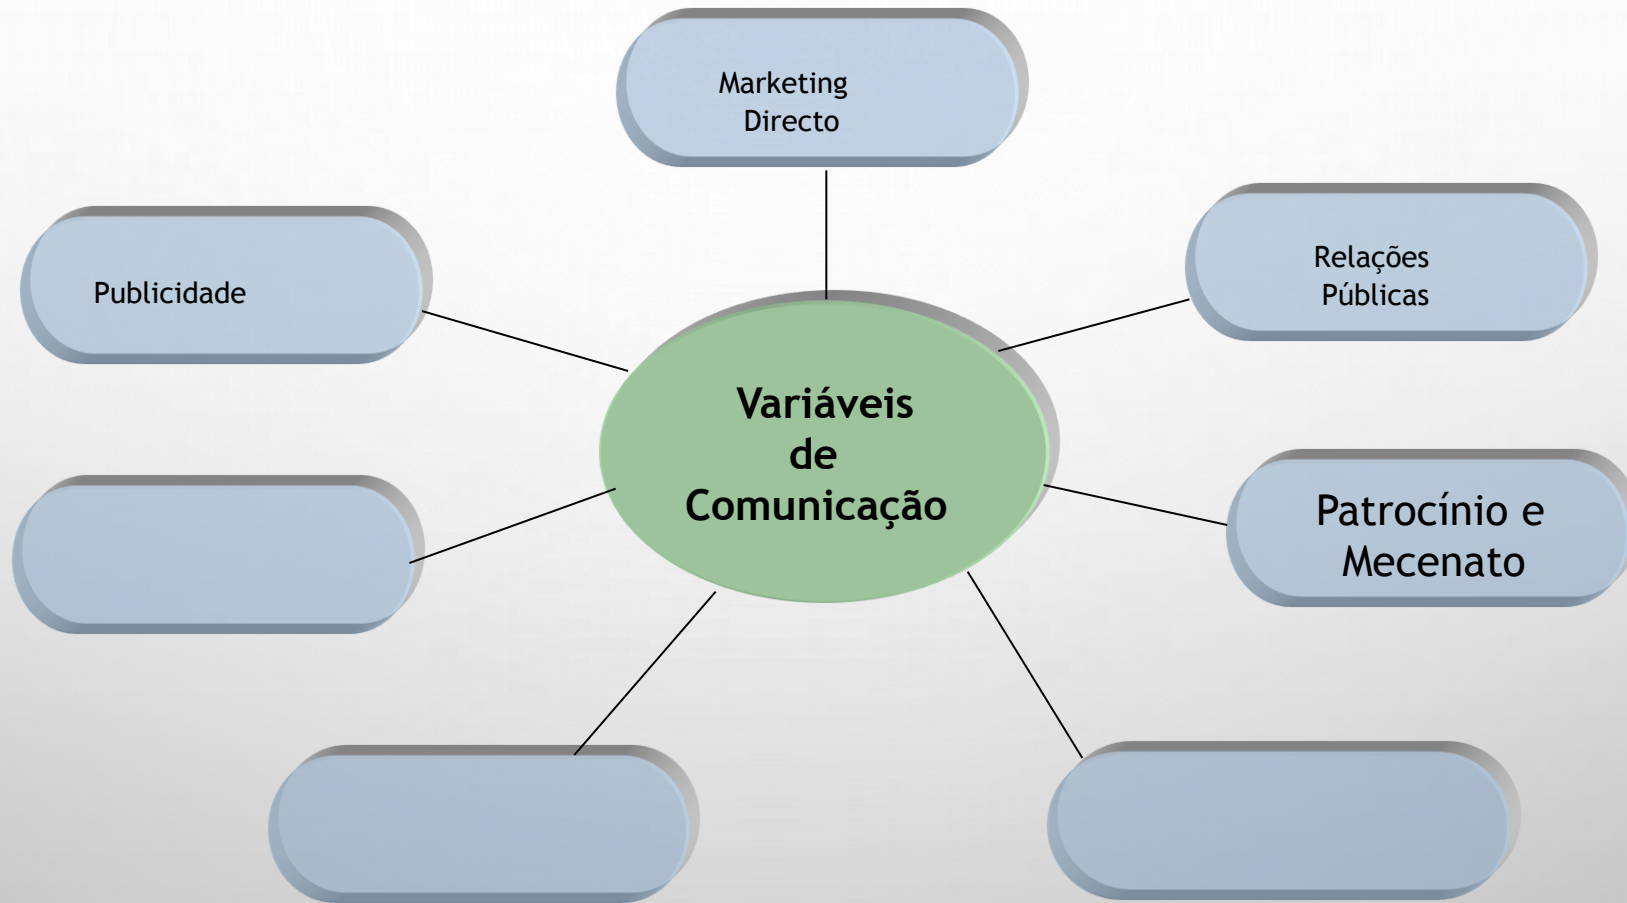 Marketing
Directo
Publicidade
Relações
Públicas
Variáveis
de
Comunicação
Patrocínio e
Mecenato